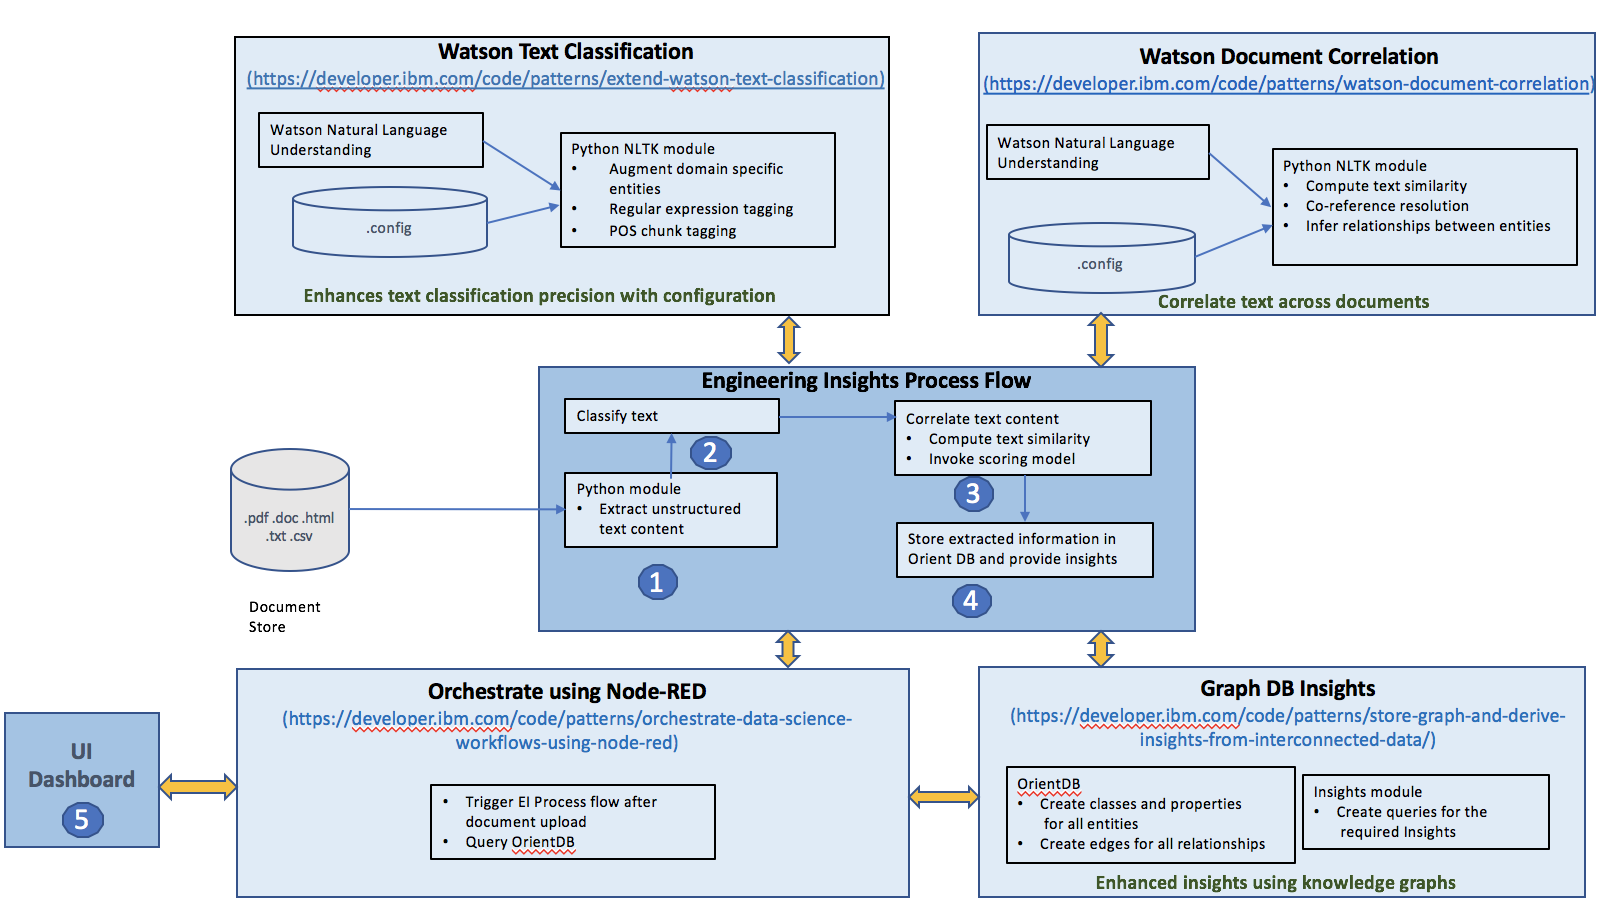 Watson Text Classification
(https://developer.ibm.com/code/patterns/extend-watson-text-classification)
Watson Natural Language
Understanding
.config
Python NLTK module
• Augment domain specific
entities
• Regular expression tagging
• POS chunk tagging
Enhances text classification precision with configuration
Watson Document Correlation
(https://developer.ibm.com/code/patterns/watson-document-correlation)
Watson Natural Language
Understanding
.config
Python NLTK module
• Compute text similarity
• Co-reference resolution
• Infer relationships between entities
Correlate text across documents
Engineering Insights Process Flow
Classify text
2
Python module
• Extract unstructured
text content
1
Correlate text content
• Compute text similarity
• Invoke scoring model
3
Store extracted information in
Orient DB and provide insights
4
.pdf .doc .html
.txt .csv
Document
Store
UI
Dashboard
5
Orchestrate using Node-RED
(https://developer.ibm.com/code/patterns/orchestrate-data-science-
workflows-using-node-red)
• Trigger EI Process flow after
document upload
• Query OrientDB
Graph DB Insights
(https://developer.ibm.com/code/patterns/store-graph-and-derive-
insights-from-interconnected-data/)
OrientDB
• Create classes and properties
for all entities
• Create edges for all relationships
Insights module
• Create queries for the
required Insights
Enhanced insights using knowledge graphs